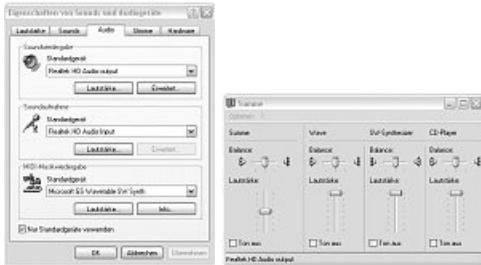 Eigenschaften von Sounds und Audiogeräte
Lautstärke Sounds Audio Stimme Hardware
Soundwiedergabe
Standardgerät:
Realtek HD Audio output
Lautstärke... Erweitert...
Soundaufnahme
Standardgerät:
Realtek HD Audio Input
Lautstärke... Erweitert...
MIDI-Musikwiedergabe
Standardgerät:
Microsoft GS Wavetable SW Synth
Lautstärke... Info...
Nur Standardgeräte verwenden
OK Abbrechen Übernehmen
Summe
Optionen ?
Summe Wave SW-Synthesizer CD-Player
Balance: Balance: Balance: Balance:
Lautstärke: Lautstärke: Lautstärke: Lautstärke:
Ton aus Ton aus Ton aus Ton aus
Realtek HD Audio output